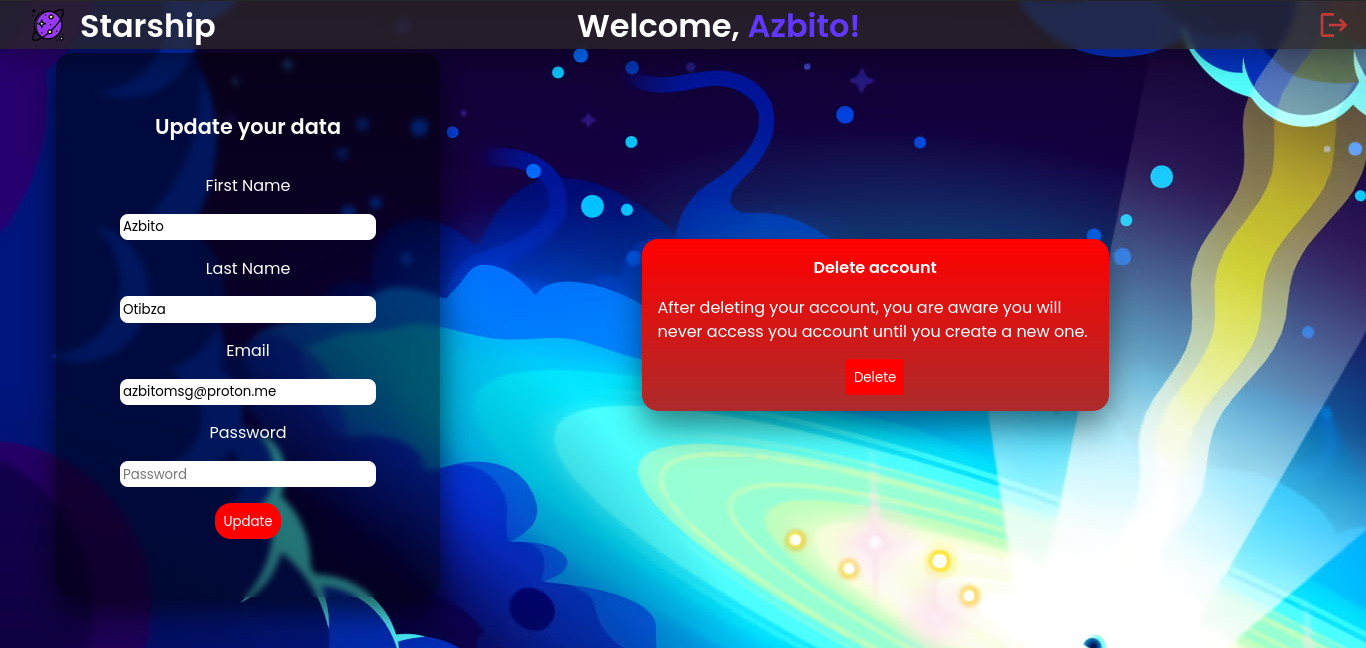 Starship
Welcome, Azbito!
Update your data
First Name
Azbito
Last Name
Otibza
Email
azbitomsg@proton.me
Password
Password
Update
Delete account
After deleting your account, you are aware you will
never access you account until you create a new one.
Delete